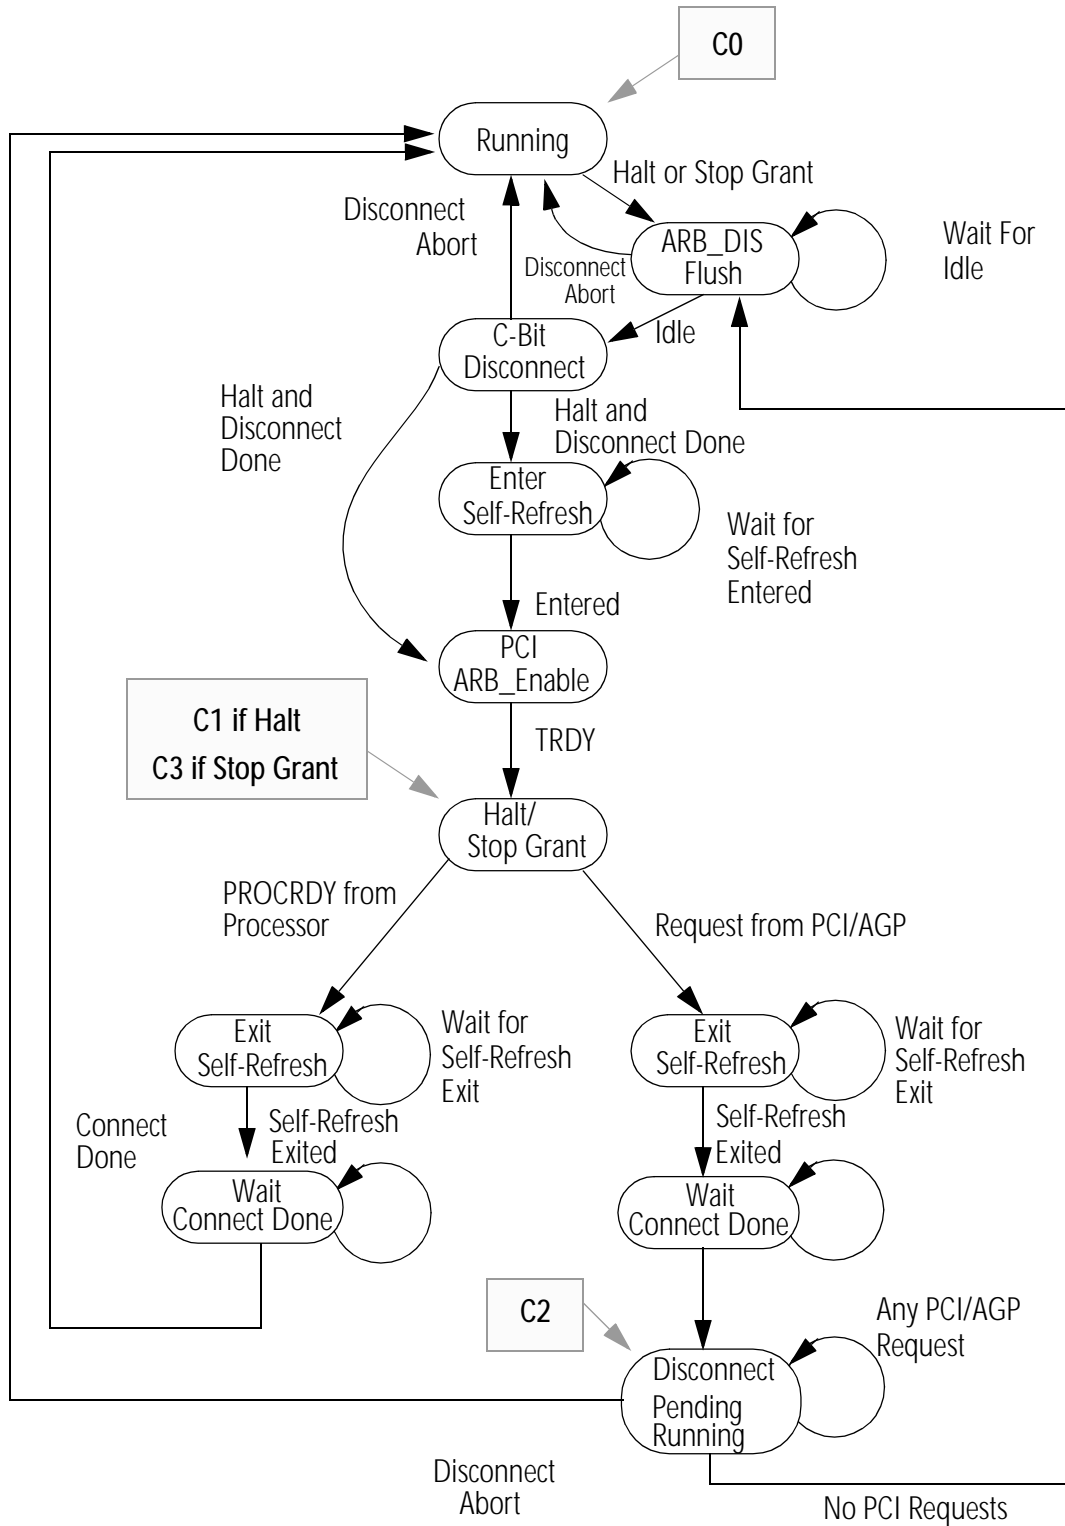 C0
Running
Halt or Stop Grant
Disconnect
Abort
ARB_DIS
Flush
Wait For
Idle
Disconnect
Abort
Idle
C-Bit
Disconnect
Halt and
Disconnect
Done
Halt and
Disconnect Done
Enter
Self-Refresh
Wait for
Self-Refresh
Entered
Entered
PCI
ARB_Enable
C1 if Halt
C3 if Stop Grant
TRDY
Halt/
Stop Grant
PROCRDY from
Processor
Request from PCI/AGP
Exit
Self-Refresh
Wait for
Self-Refresh
Exit
Exit
Self-Refresh
Wait for
Self-Refresh
Exit
Connect
Done
Self-Refresh
Exited
Self-Refresh
Exited
Wait
Connect Done
Wait
Connect Done
C2
Any PCI/AGP
Request
Disconnect
Pending
Running
Disconnect
Abort
No PCI Requests